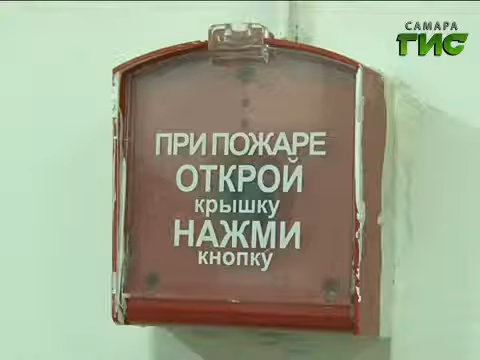 САМАРА
ГИС
ПРИ ПОЖАРЕ
ОТКРОЙ
крышку
НАЖМИ
кнопку